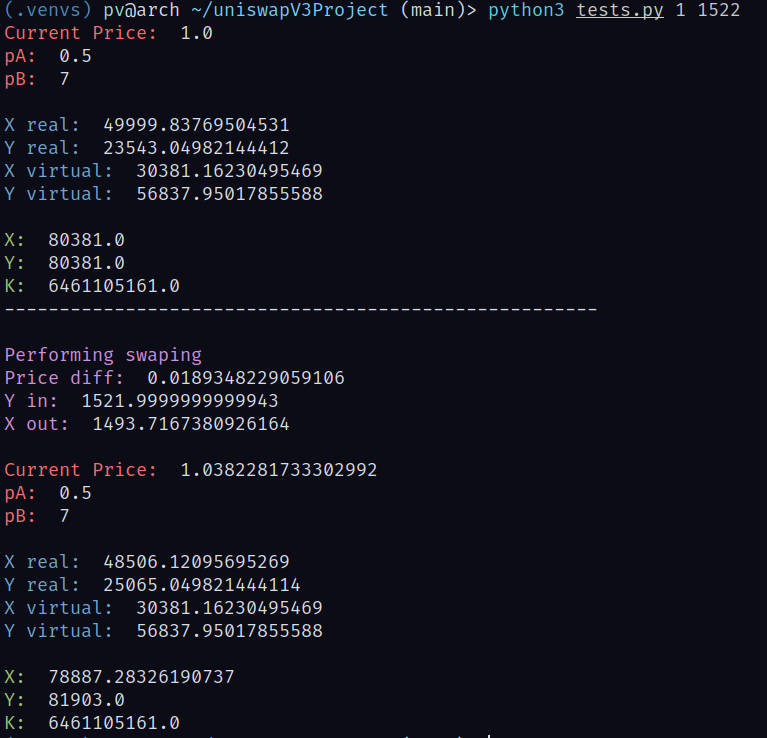 (.venvs) pv@arch ~/uniswapV3Project (main)> python3 tests.py 1 1522
Current Price:  1.0
pA:  0.5
pB:  7
X real:  49999.83769504531
Y real:  23543.04982144412
X virtual:  30381.16230495469
Y virtual:  56837.95017855588
X:  80381.0
Y:  80381.0
K:  6461105161.0
------------------------------------------------------
Performing swaping
Price diff:  0.0189348229059106
Y in:  1521.9999999999943
X out:  1493.7167380926164
Current Price:  1.0382281733302992
pA:  0.5
pB:  7
X real:  48506.12095695269
Y real:  25065.049821444114
X virtual:  30381.16230495469
Y virtual:  56837.95017855588
X:  78887.28326190737
Y:  81903.0
K:  6461105161.0